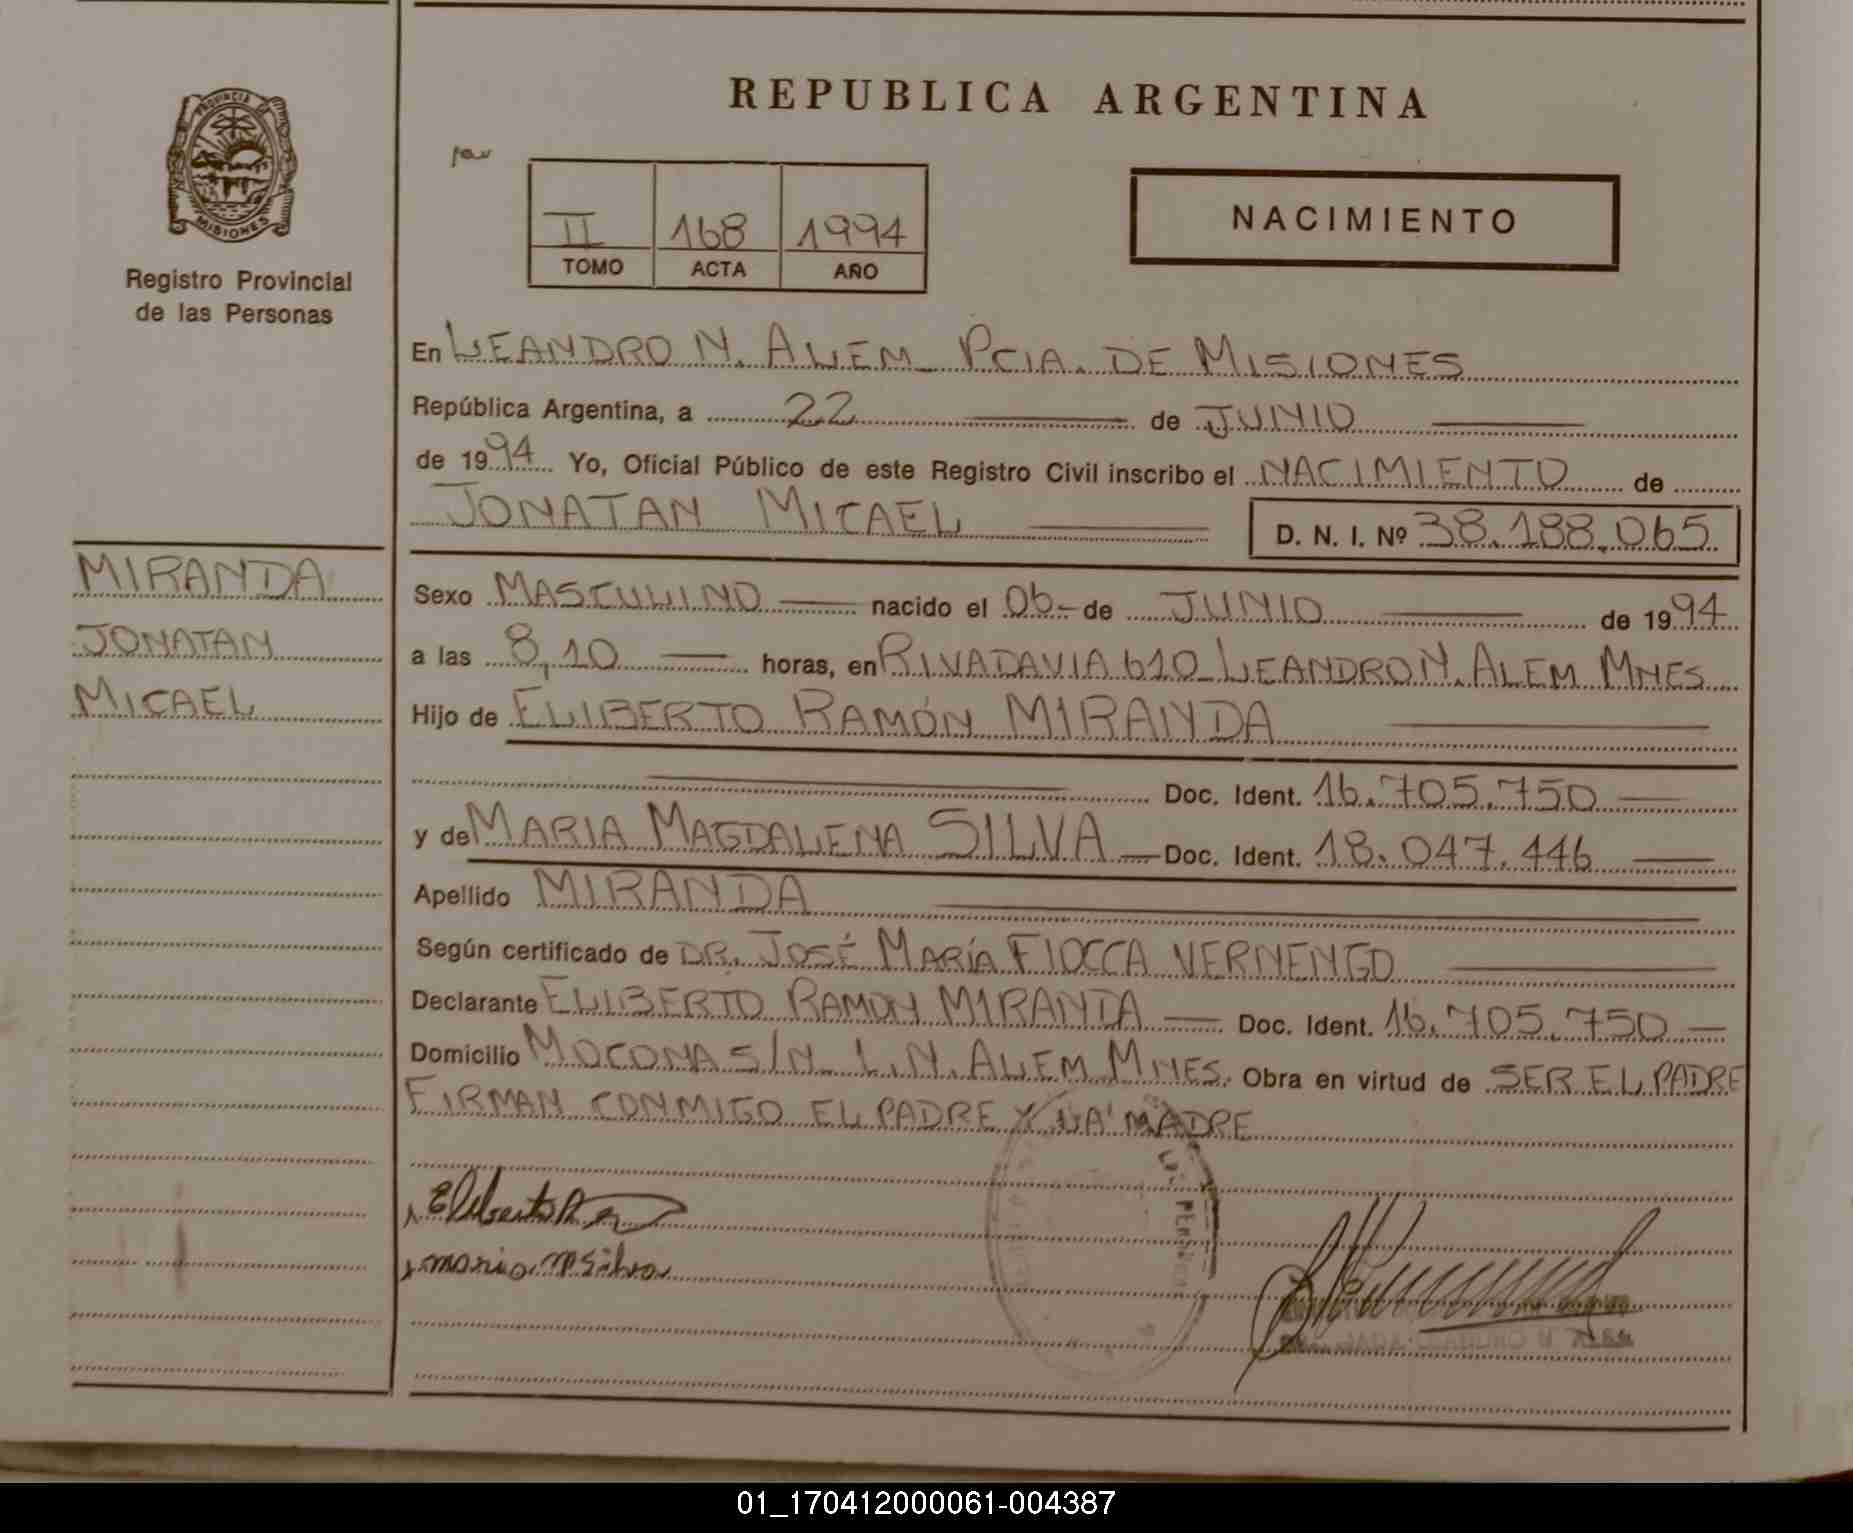 REPUBLICA ARGENTINA
PROVINCIA
MISIONES
Registro Provincial
de las Personas
II 168 1994
TOMO ACTA AÑO
NACIMIENTO
En LEANDRO N. ALEM PCIA. DE MISIONES
República Argentina, a 22 de JUNIO
de 1994 Yo, Oficial Público de este Registro Civil inscribo el NACIMIENTO de
JONATAN MICAEL D. N. I. Nº 38.188.065
MIRANDA
JONATAN
MICAEL
Sexo MASCULINO nacido el 06 de JUNIO de 1994
a las 8,10 horas, en RIVADAVIA 610 LEANDRO N. ALEM MNES
Hijo de ELIBERTO RAMÓN MIRANDA
Doc. Ident. 16.705.750
y de MARIA MAGDALENA SILVA Doc. Ident. 18.047.446
Apellido MIRANDA
Según certificado de DR. JOSÉ MARÍA FIOCCA VERNENGO
Declarante ELIBERTO RAMON MIRANDA Doc. Ident. 16.705.750
Domicilio MOCONA S/N L.N. ALEM MNES. Obra en virtud de SER EL PADRE
FIRMAN CONMIGO EL PADRE Y LA MADRE
Eliberto R
maria m silva
01_170412000061-004387